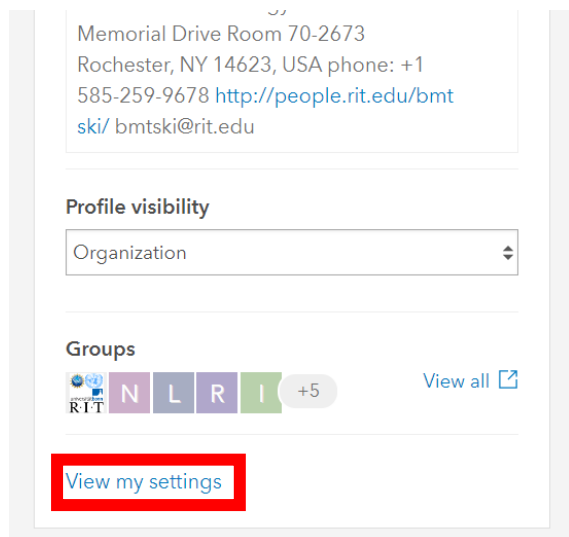 Memorial Drive Room 70-2673
Rochester, NY 14623, USA phone: +1
585-259-9678 http://people.rit.edu/bmt
ski/ bmtski@rit.edu
Profile visibility
Organization
Groups
R·I·T N L R I +5 View all
View my settings